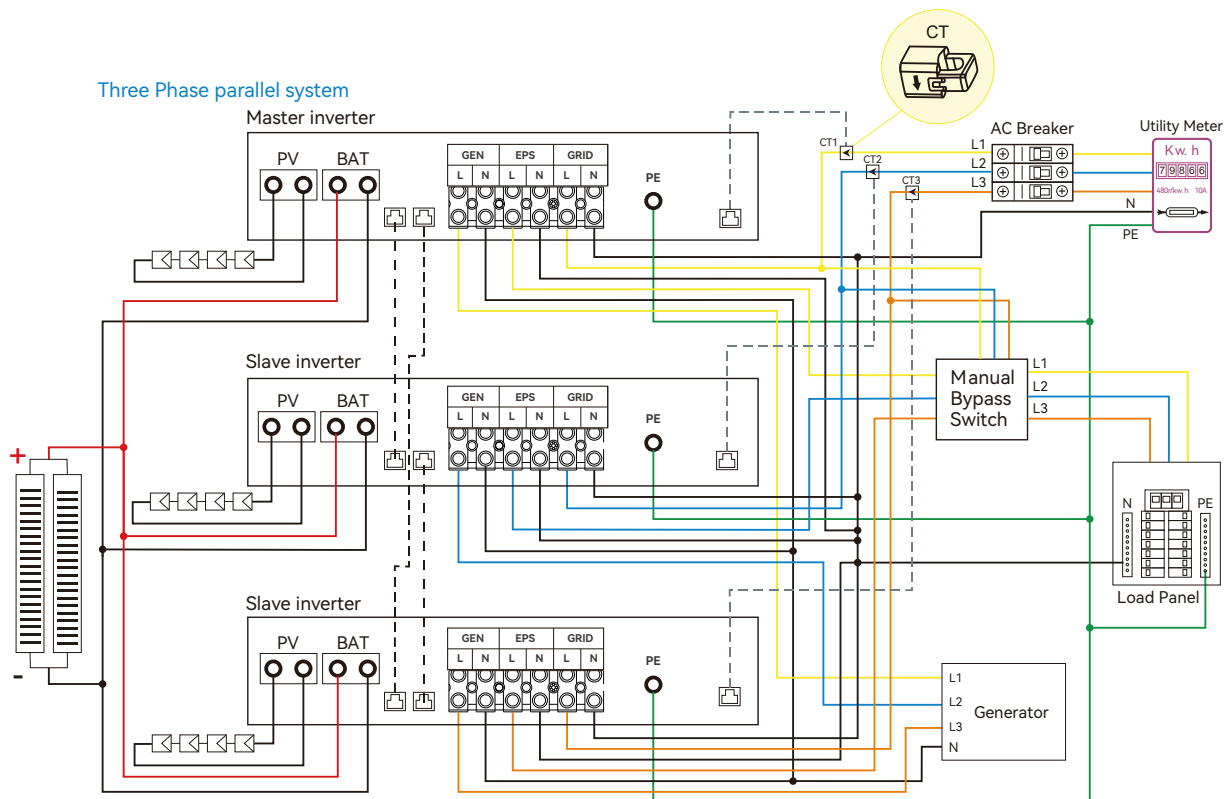 CT
Three Phase parallel system
Master inverter
AC Breaker
Utility Meter
PV BAT
GEN EPS GRID
L N L N L N
PE
CT1
CT2
CT3
L1
L2
L3
N
PE
Kw. h
79866
480r/kw. h 10A
Slave inverter
PV BAT
GEN EPS GRID
L N L N L N
PE
Manual
Bypass
Switch
L1
L2
L3
+
-
N PE
Load Panel
Slave inverter
PV BAT
GEN EPS GRID
L N L N L N
PE
L1
L2
L3
N
Generator